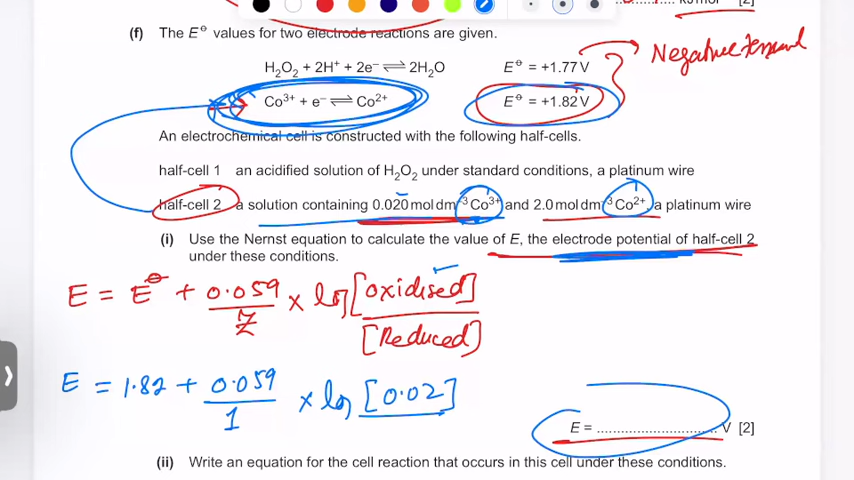 (f) The E⦵ values for two electrode reactions are given.
H₂O₂ + 2H⁺ + 2e⁻ ⇌ 2H₂O E⦵ = +1.77 V
Negative terminal
Co³⁺ + e⁻ ⇌ Co²⁺ E⦵ = +1.82 V
An electrochemical cell is constructed with the following half-cells.
half-cell 1 an acidified solution of H₂O₂ under standard conditions, a platinum wire
half-cell 2 a solution containing 0.020 mol dm⁻³ Co³⁺ and 2.0 mol dm⁻³ Co²⁺, a platinum wire
(i) Use the Nernst equation to calculate the value of E, the electrode potential of half-cell 2
under these conditions.
E = E⦵ + 0.059/Z × log [oxidised]/[Reduced]
E = 1.82 + 0.059/1 × log [0.02]
E = .............................. V [2]
(ii) Write an equation for the cell reaction that occurs in this cell under these conditions.